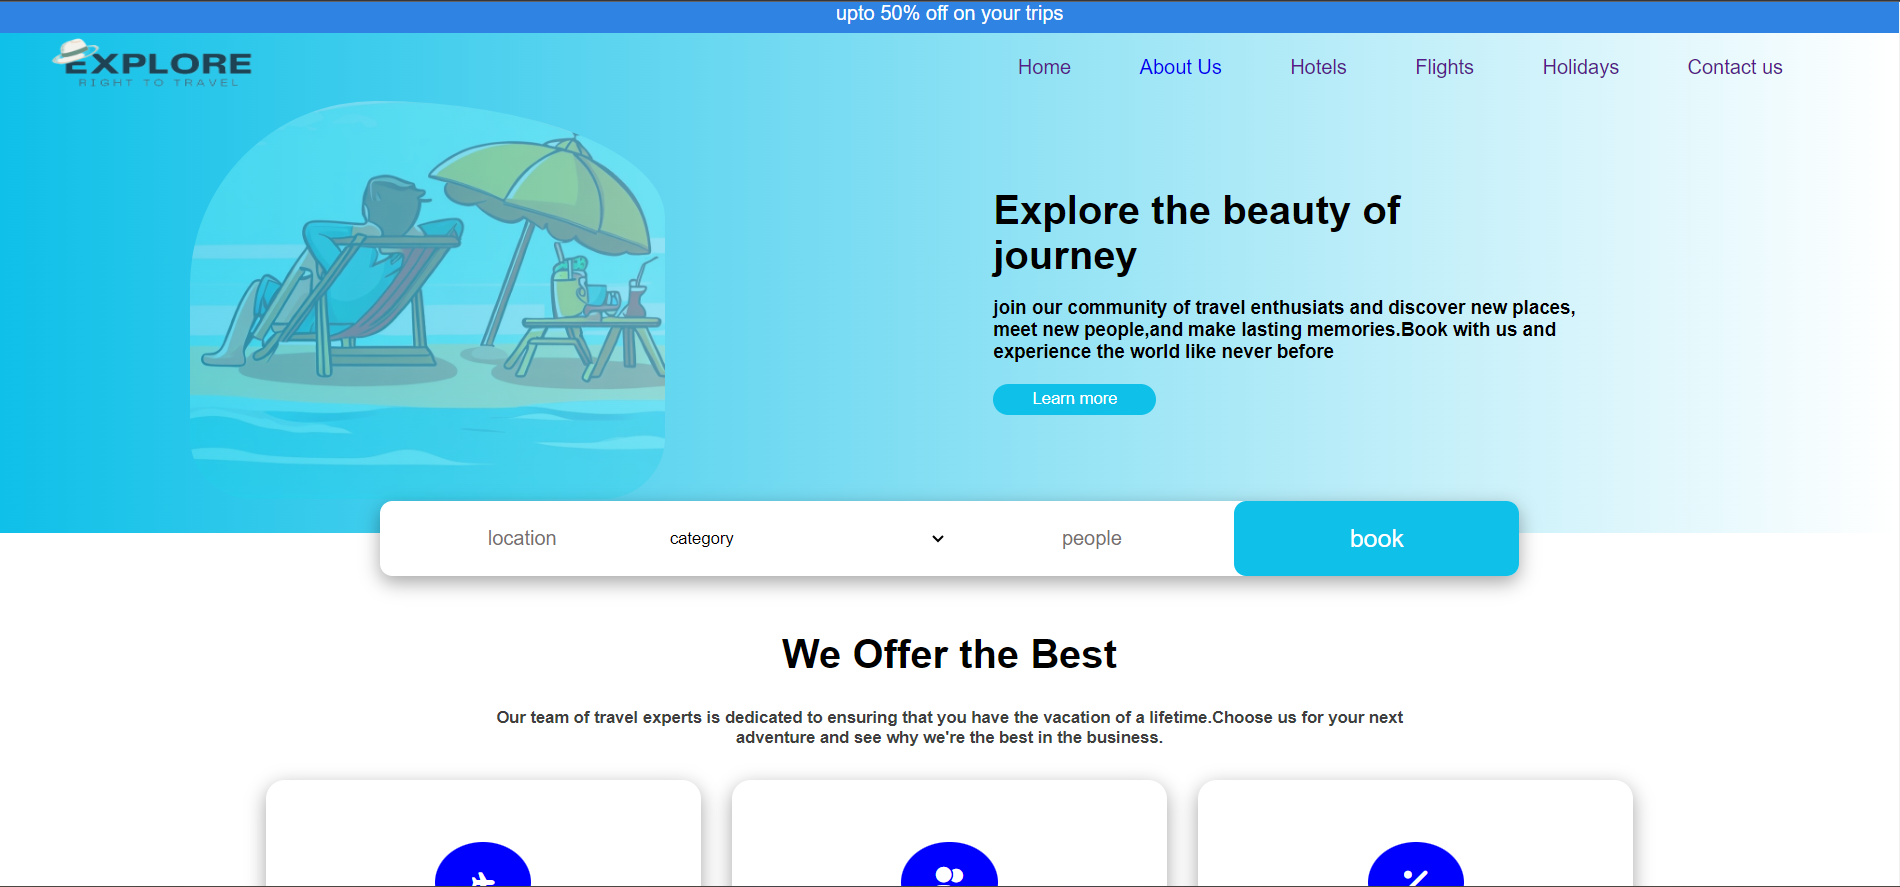 upto 50% off on your trips
EXPLORE
RIGHT TO TRAVEL
Home About Us Hotels Flights Holidays Contact us
Explore the beauty of
journey
join our community of travel enthusiats and discover new places,
meet new people,and make lasting memories.Book with us and
experience the world like never before
Learn more
location category people book
We Offer the Best
Our team of travel experts is dedicated to ensuring that you have the vacation of a lifetime.Choose us for your next
adventure and see why we're the best in the business.